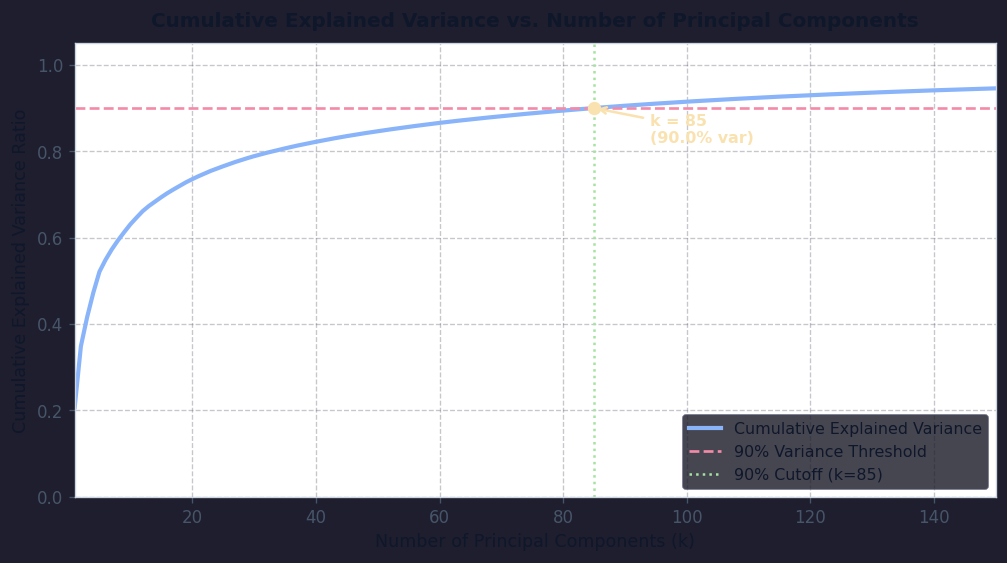 Cumulative Explained Variance vs. Number of Principal Components
Cumulative Explained Variance Ratio
1.0
0.8
0.6
0.4
0.2
0.0
k = 85
(90.0% var)
Cumulative Explained Variance
90% Variance Threshold
90% Cutoff (k=85)
20 40 60 80 100 120 140
Number of Principal Components (k)